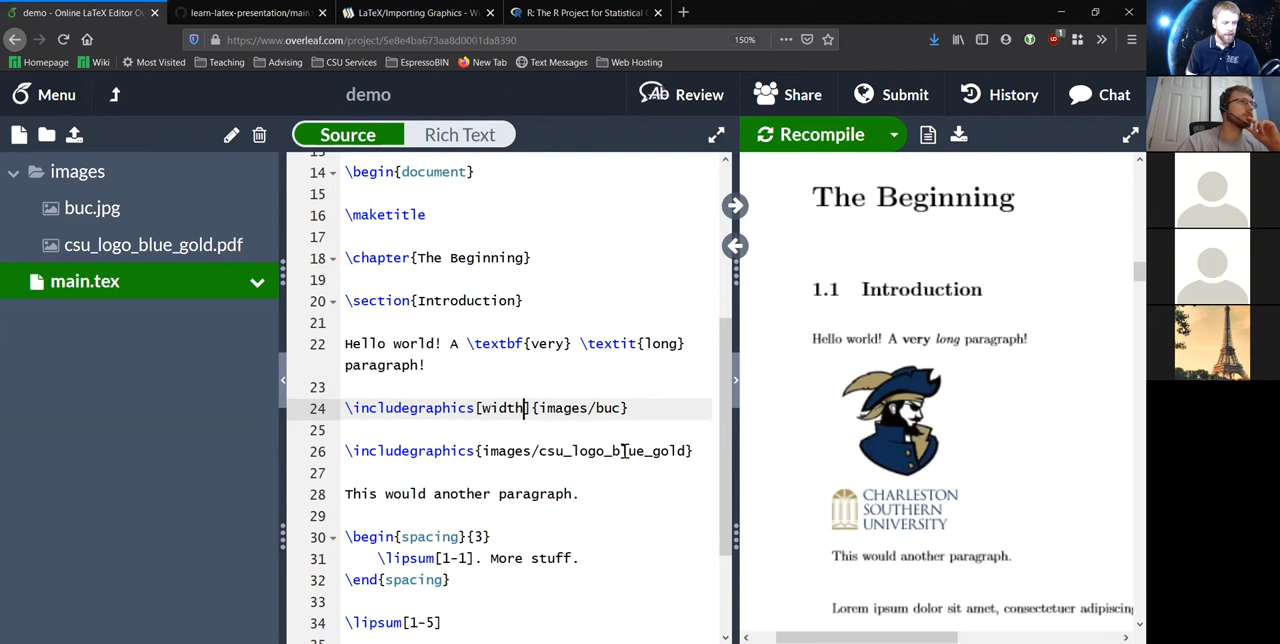 demo - Online LaTeX Editor Ov
learn-latex-presentation/main.
LaTeX/Importing Graphics - Wi
R: The R Project for Statistical C
https://www.overleaf.com/project/5e8e4ba673aa8d0001da8390
150%
Homepage Wiki Most Visited Teaching Advising CSU Services EspressoBIN New Tab Text Messages Web Hosting
Menu
demo
Review
Share
Submit
History
Chat
Source
Rich Text
Recompile
images
buc.jpg
csu_logo_blue_gold.pdf
main.tex
13
14 \begin{document}
15
16 \maketitle
17
18 \chapter{The Beginning}
19
20 \section{Introduction}
21
22 Hello world! A \textbf{very} \textit{long}
paragraph!
23
24 \includegraphics[width]{images/buc}
25
26 \includegraphics{images/csu_logo_blue_gold}
27
28 This would another paragraph.
29
30 \begin{spacing}{3}
31 \lipsum[1-1]. More stuff.
32 \end{spacing}
33
34 \lipsum[1-5]
The Beginning
1.1 Introduction
Hello world! A very long paragraph!
CHARLESTON
SOUTHERN
UNIVERSITY
This would another paragraph.
Lorem ipsum dolor sit amet, consectetuer adipiscing